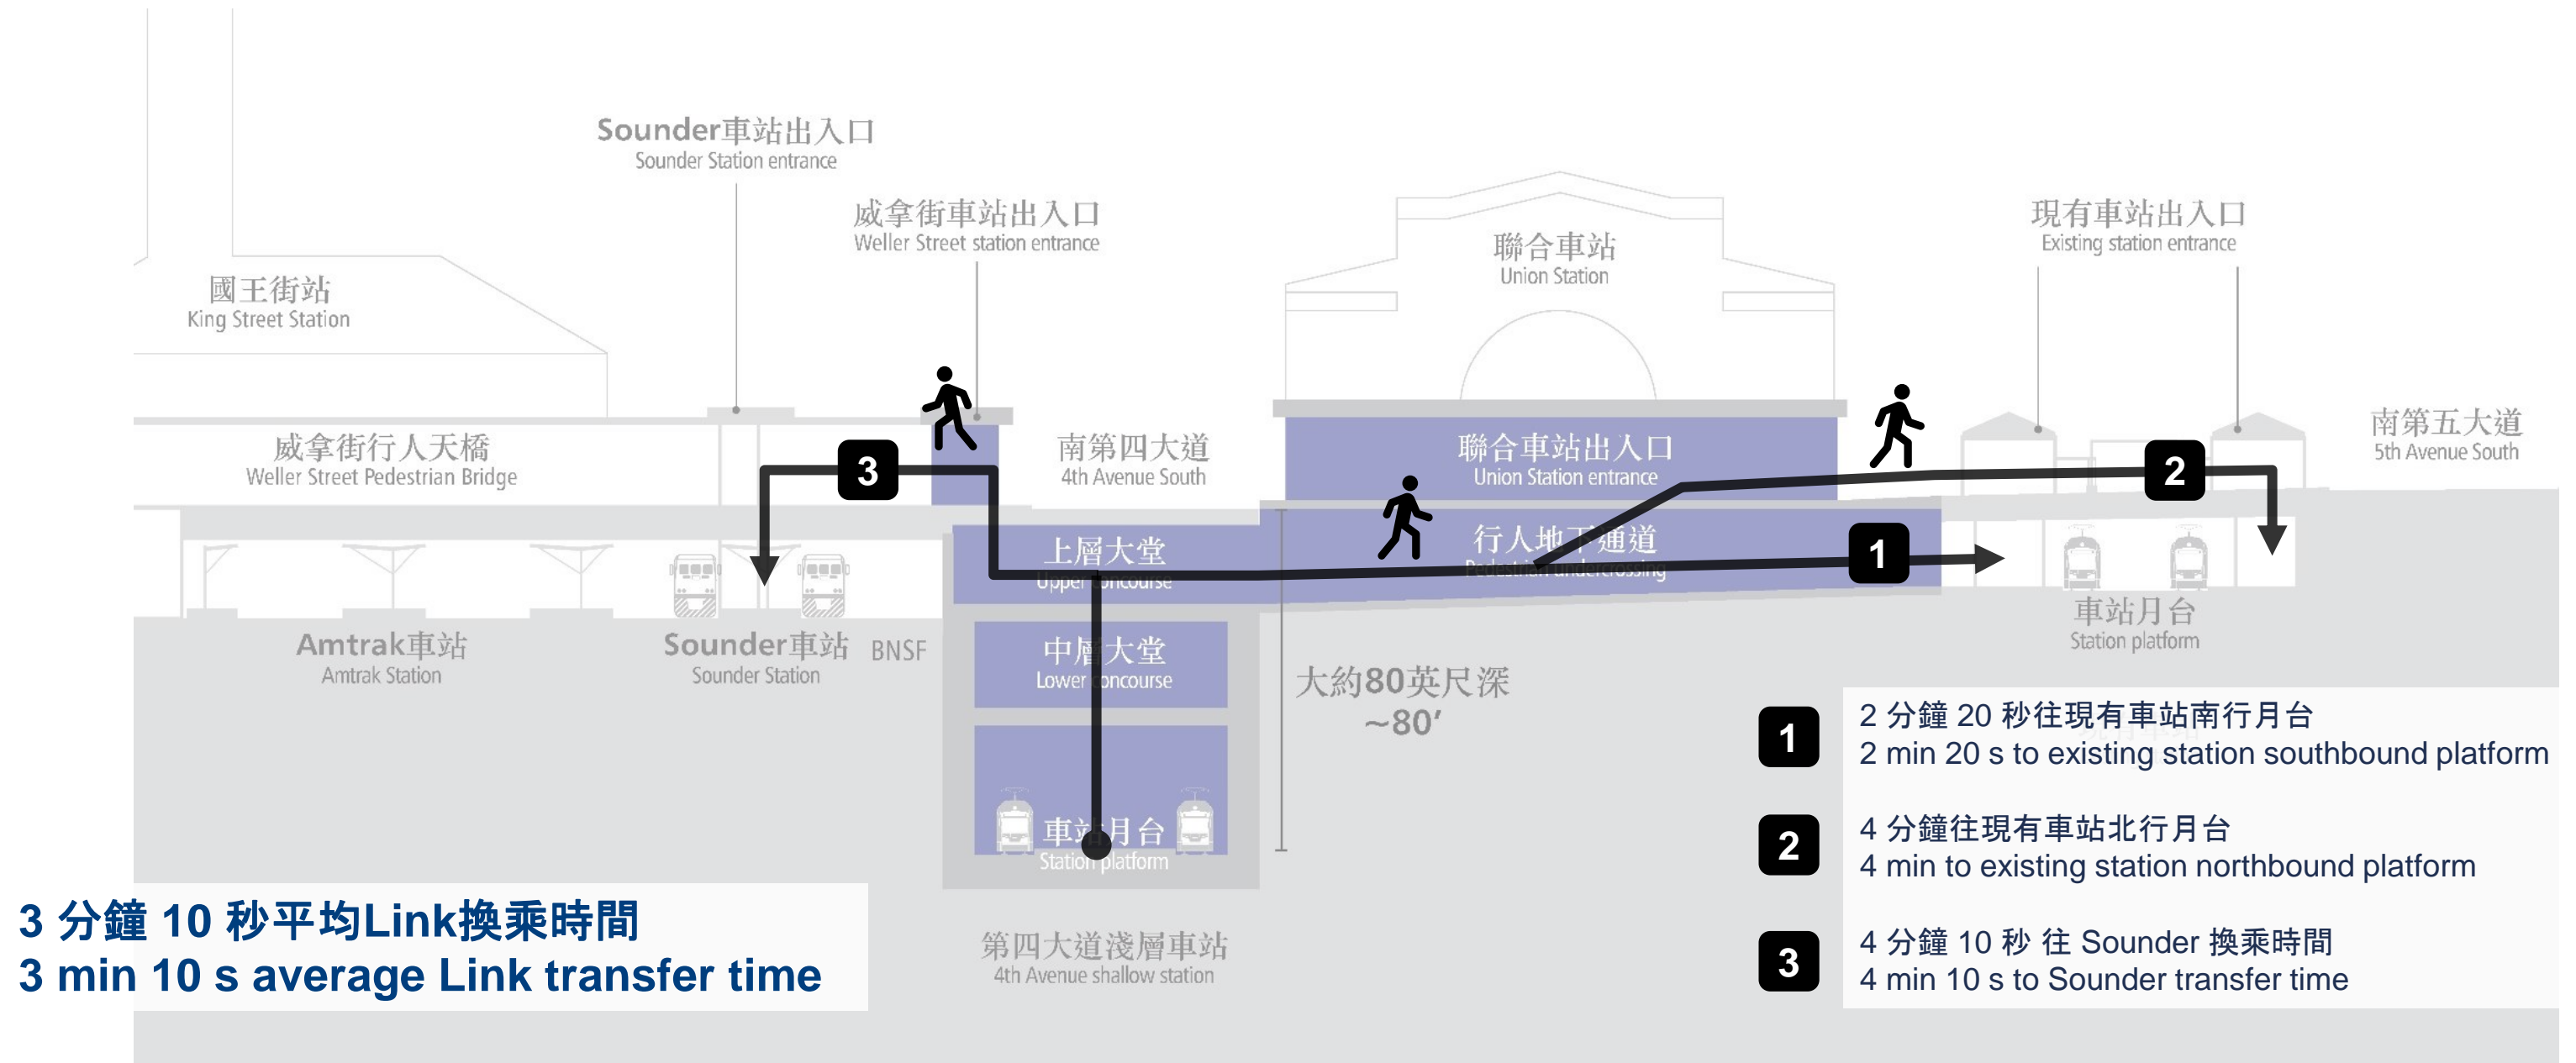 Sounder車站出入口
Sounder Station entrance
威拿街車站出入口
Weller Street station entrance
聯合車站
Union Station
現有車站出入口
Existing station entrance
國王街站
King Street Station
威拿街行人天橋
Weller Street Pedestrian Bridge
3
南第四大道
4th Avenue South
聯合車站出入口
Union Station entrance
2
南第五大道
5th Avenue South
上層大堂
Upper concourse
行人地下通道
Pedestrian undercrossing
1
Amtrak車站
Amtrak Station
Sounder車站
Sounder Station
BNSF
中層大堂
Lower concourse
大約80英尺深
~80'
車站月台
Station platform
車站月台
Station platform
第四大道淺層車站
4th Avenue shallow station
3 分鐘 10 秒平均Link換乘時間
3 min 10 s average Link transfer time
1
2 分鐘 20 秒往現有車站南行月台
2 min 20 s to existing station southbound platform
2
4 分鐘往現有車站北行月台
4 min to existing station northbound platform
3
4 分鐘 10 秒 往 Sounder 換乘時間
4 min 10 s to Sounder transfer time